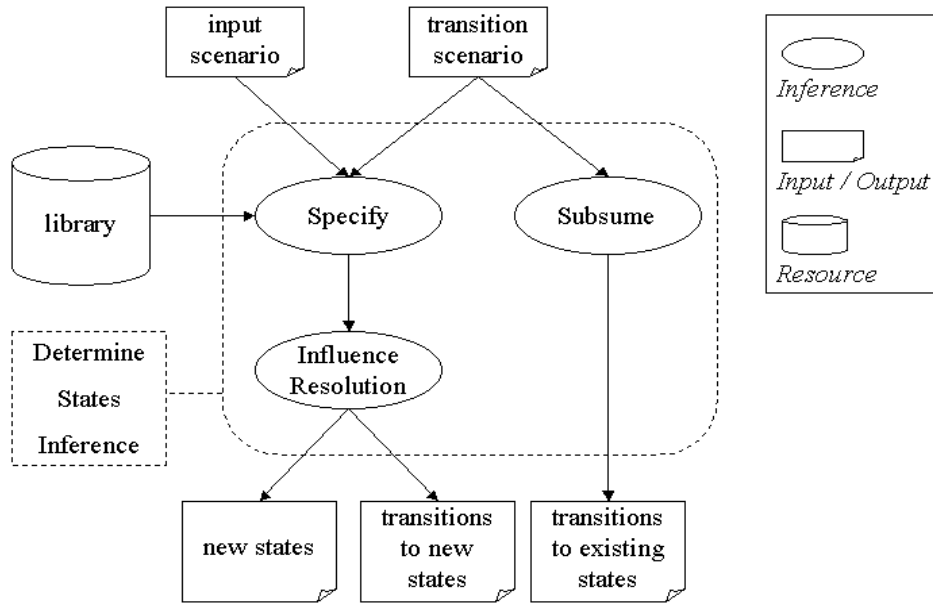 input
scenario
transition
scenario
Inference
Input / Output
Resource
library
Specify
Subsume
Determine
States
Inference
Influence
Resolution
new states
transitions
to new
states
transitions
to existing
states